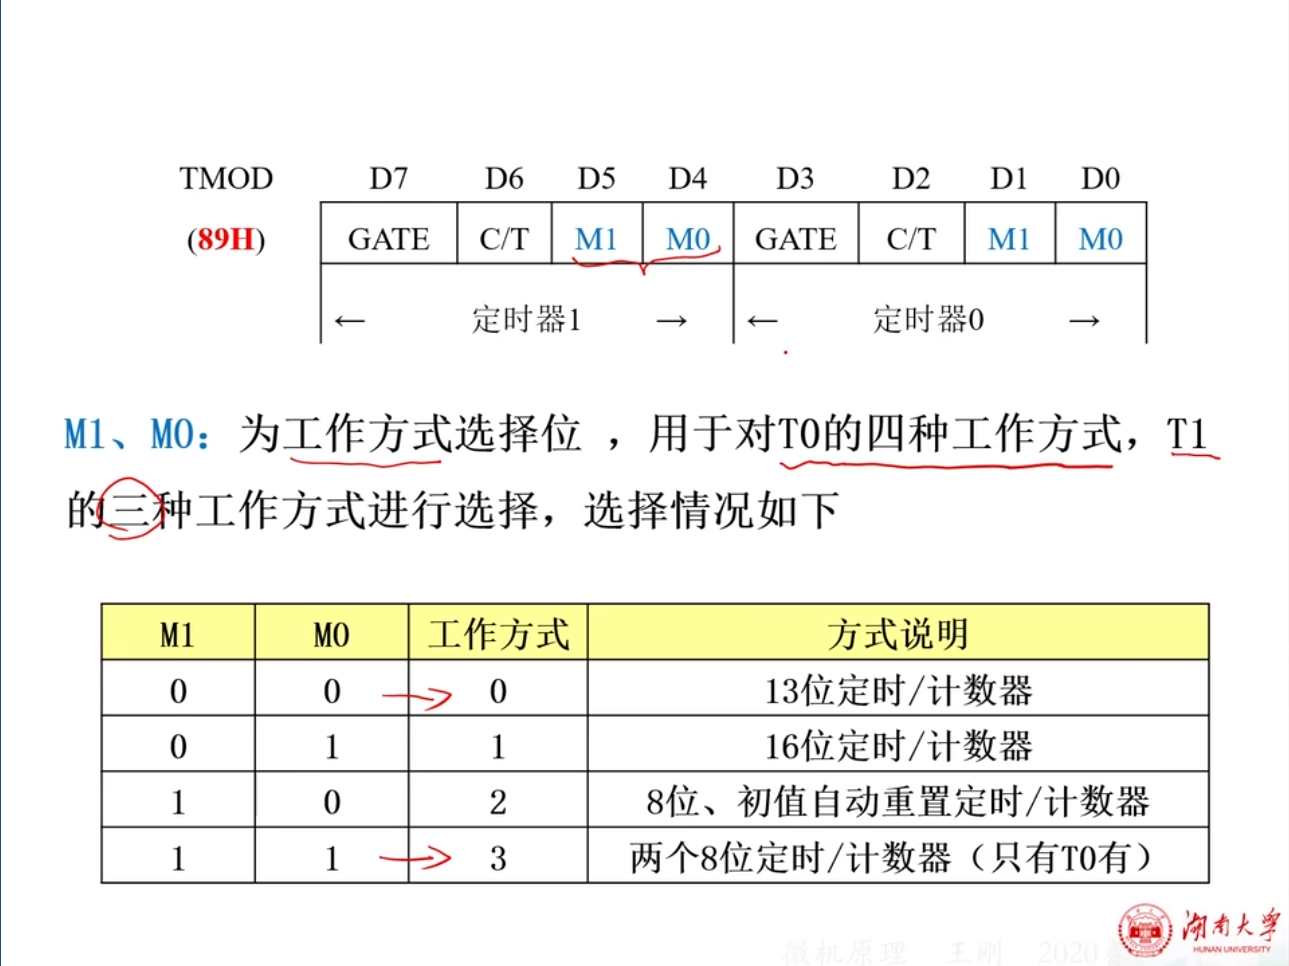 TMOD D7 D6 D5 D4 D3 D2 D1 D0
(89H) GATE C/T M1 M0 GATE C/T M1 M0
← 定时器1 → ← 定时器0 →
M1、M0：为工作方式选择位 ，用于对T0的四种工作方式，T1
的三种工作方式进行选择，选择情况如下
M1 M0 工作方式 方式说明
0 0 0 13位定时/计数器
0 1 1 16位定时/计数器
1 0 2 8位、初值自动重置定时/计数器
1 1 3 两个8位定时/计数器（只有T0有）
湖南大学
HUNAN UNIVERSITY
微机原理 王刚 2020春